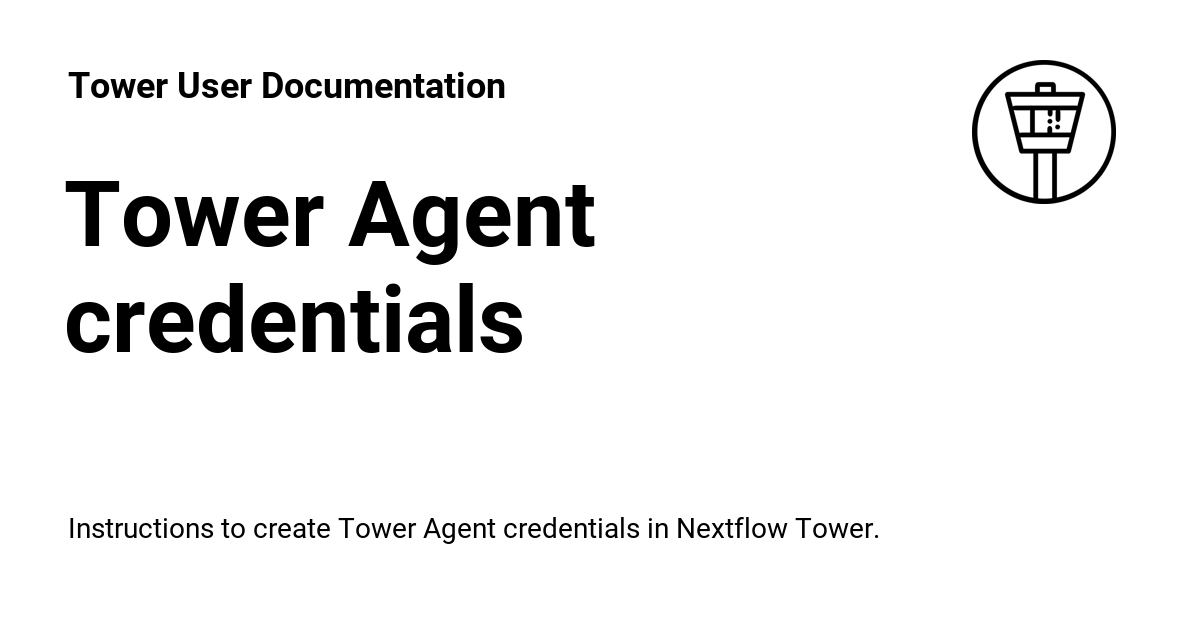 Tower User Documentation
Tower Agent
credentials
Instructions to create Tower Agent credentials in Nextflow Tower.